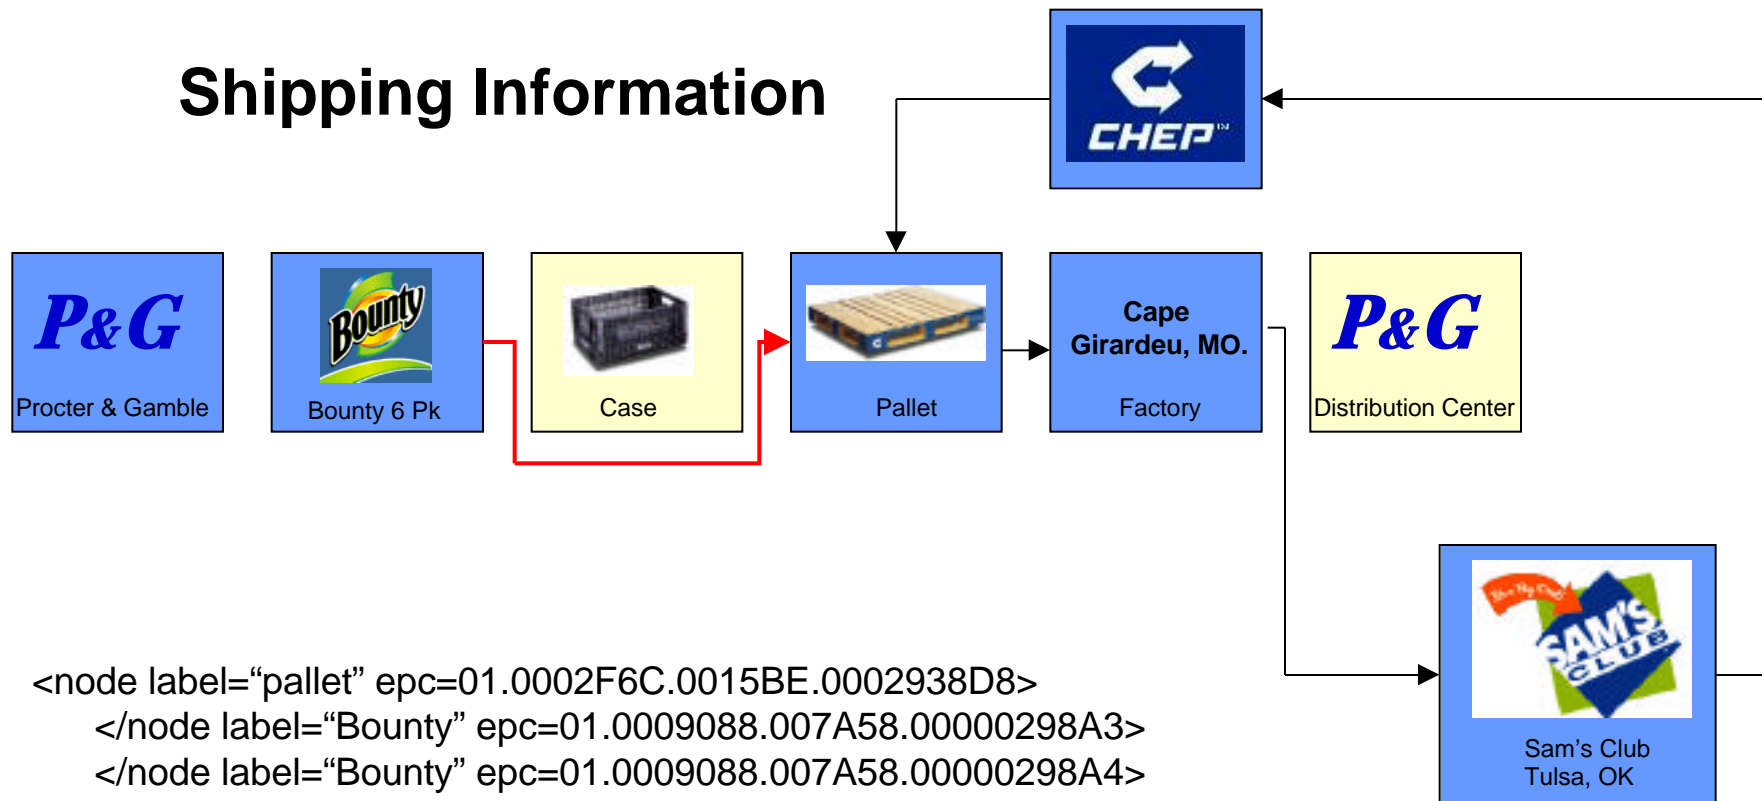 Shipping Information
CHEP™
P&G
Procter & Gamble
Bounty
Bounty 6 Pk
Case
Pallet
Cape
Girardeu, MO.
Factory
P&G
Distribution Center
SAM'S
CLUB
Sam’s Club
Tulsa, OK
<node label=“pallet” epc=01.0002F6C.0015BE.0002938D8>
</node label=“Bounty” epc=01.0009088.007A58.00000298A3>
</node label=“Bounty” epc=01.0009088.007A58.00000298A4>